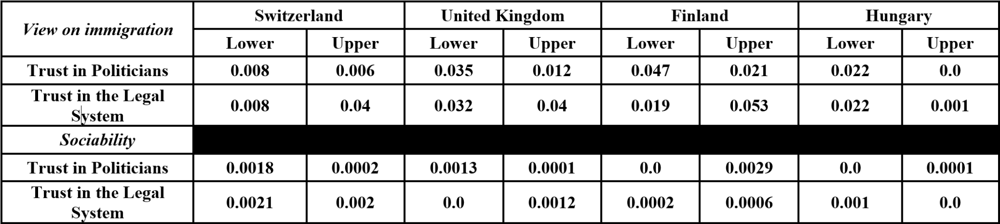 View on immigration Switzerland United Kingdom Finland Hungary
Lower Upper Lower Upper Lower Upper Lower Upper
Trust in Politicians 0.008 0.006 0.035 0.012 0.047 0.021 0.022 0.0
Trust in the Legal
System 0.008 0.04 0.032 0.04 0.019 0.053 0.022 0.001
Sociability
Trust in Politicians 0.0018 0.0002 0.0013 0.0001 0.0 0.0029 0.0 0.0001
Trust in the Legal
System 0.0021 0.002 0.0 0.0012 0.0002 0.0006 0.001 0.0